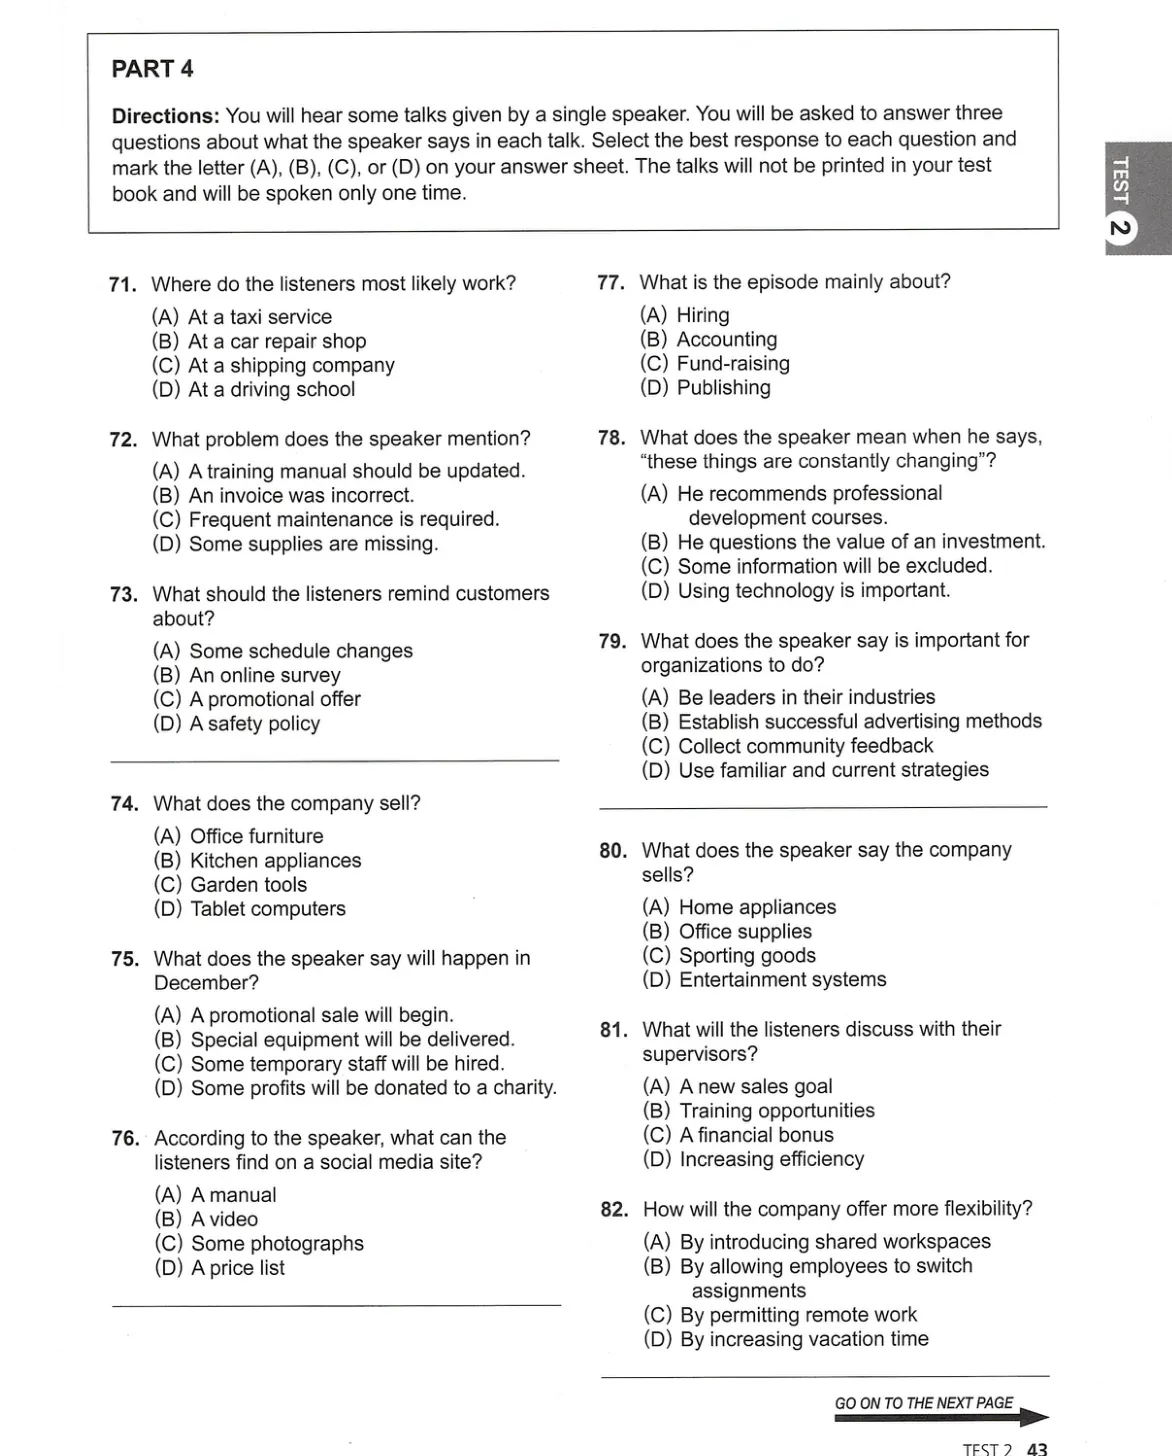 PART 4
Directions: You will hear some talks given by a single speaker. You will be asked to answer three
questions about what the speaker says in each talk. Select the best response to each question and
mark the letter (A), (B), (C), or (D) on your answer sheet. The talks will not be printed in your test
book and will be spoken only one time.
TEST 2
71. Where do the listeners most likely work?
(A) At a taxi service
(B) At a car repair shop
(C) At a shipping company
(D) At a driving school
72. What problem does the speaker mention?
(A) A training manual should be updated.
(B) An invoice was incorrect.
(C) Frequent maintenance is required.
(D) Some supplies are missing.
73. What should the listeners remind customers
about?
(A) Some schedule changes
(B) An online survey
(C) A promotional offer
(D) A safety policy
74. What does the company sell?
(A) Office furniture
(B) Kitchen appliances
(C) Garden tools
(D) Tablet computers
75. What does the speaker say will happen in
December?
(A) A promotional sale will begin.
(B) Special equipment will be delivered.
(C) Some temporary staff will be hired.
(D) Some profits will be donated to a charity.
76. According to the speaker, what can the
listeners find on a social media site?
(A) A manual
(B) A video
(C) Some photographs
(D) A price list
77. What is the episode mainly about?
(A) Hiring
(B) Accounting
(C) Fund-raising
(D) Publishing
78. What does the speaker mean when he says,
“these things are constantly changing”?
(A) He recommends professional
development courses.
(B) He questions the value of an investment.
(C) Some information will be excluded.
(D) Using technology is important.
79. What does the speaker say is important for
organizations to do?
(A) Be leaders in their industries
(B) Establish successful advertising methods
(C) Collect community feedback
(D) Use familiar and current strategies
80. What does the speaker say the company
sells?
(A) Home appliances
(B) Office supplies
(C) Sporting goods
(D) Entertainment systems
81. What will the listeners discuss with their
supervisors?
(A) A new sales goal
(B) Training opportunities
(C) A financial bonus
(D) Increasing efficiency
82. How will the company offer more flexibility?
(A) By introducing shared workspaces
(B) By allowing employees to switch
assignments
(C) By permitting remote work
(D) By increasing vacation time
GO ON TO THE NEXT PAGE
TEST 2 43